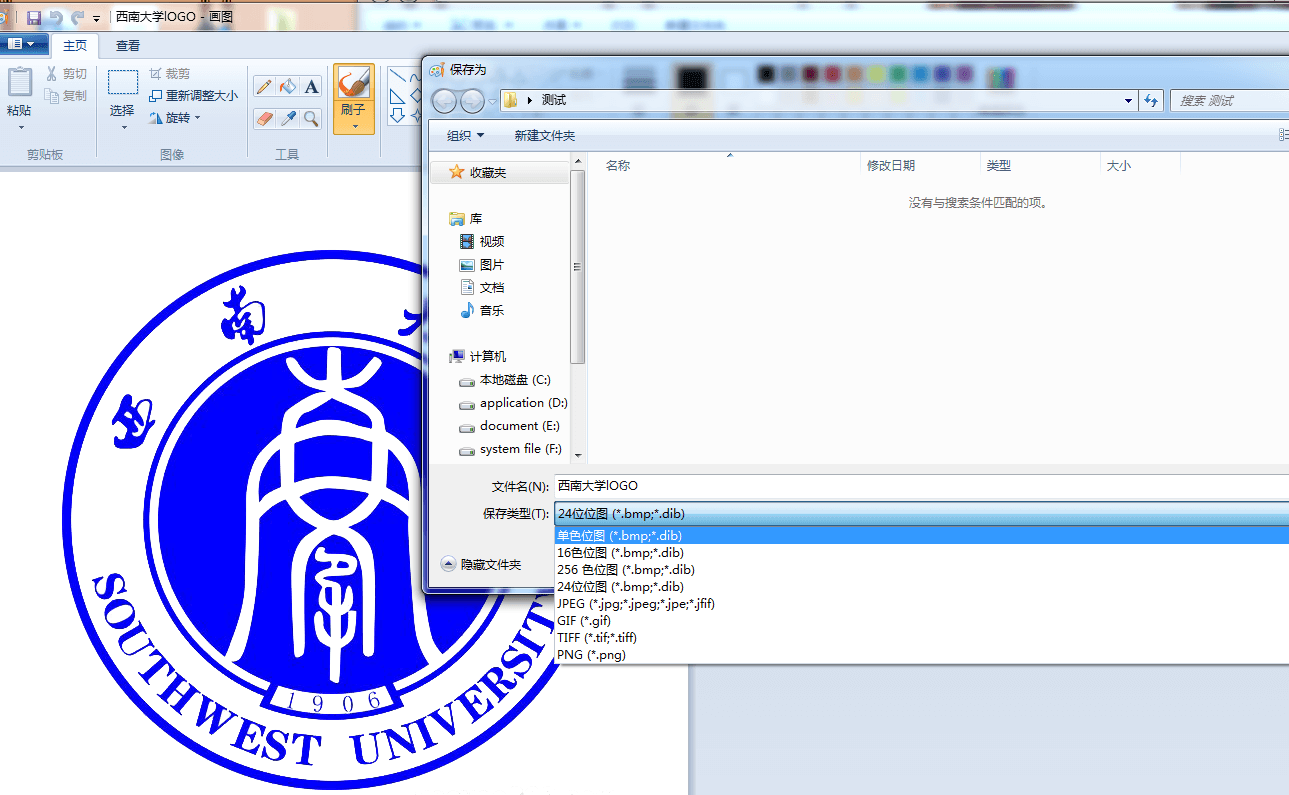 西南大学lOGO - 画图
主页 查看
粘贴
剪切
复制
剪贴板
选择
裁剪
重新调整大小
旋转
图像
A
工具
刷子
保存为
测试
搜索 测试
组织
新建文件夹
收藏夹
库
视频
图片
文档
音乐
计算机
本地磁盘 (C:)
application (D:)
document (E:)
system file (F:)
名称 修改日期 类型 大小
没有与搜索条件匹配的项。
文件名(N): 西南大学lOGO
保存类型(T): 24位位图 (*.bmp;*.dib)
单色位图 (*.bmp;*.dib)
16色位图 (*.bmp;*.dib)
256 色位图 (*.bmp;*.dib)
24位位图 (*.bmp;*.dib)
JPEG (*.jpg;*.jpeg;*.jpe;*.jfif)
GIF (*.gif)
TIFF (*.tif;*.tiff)
PNG (*.png)
隐藏文件夹
西南大
1906
SOUTHWEST UNIVERSIT